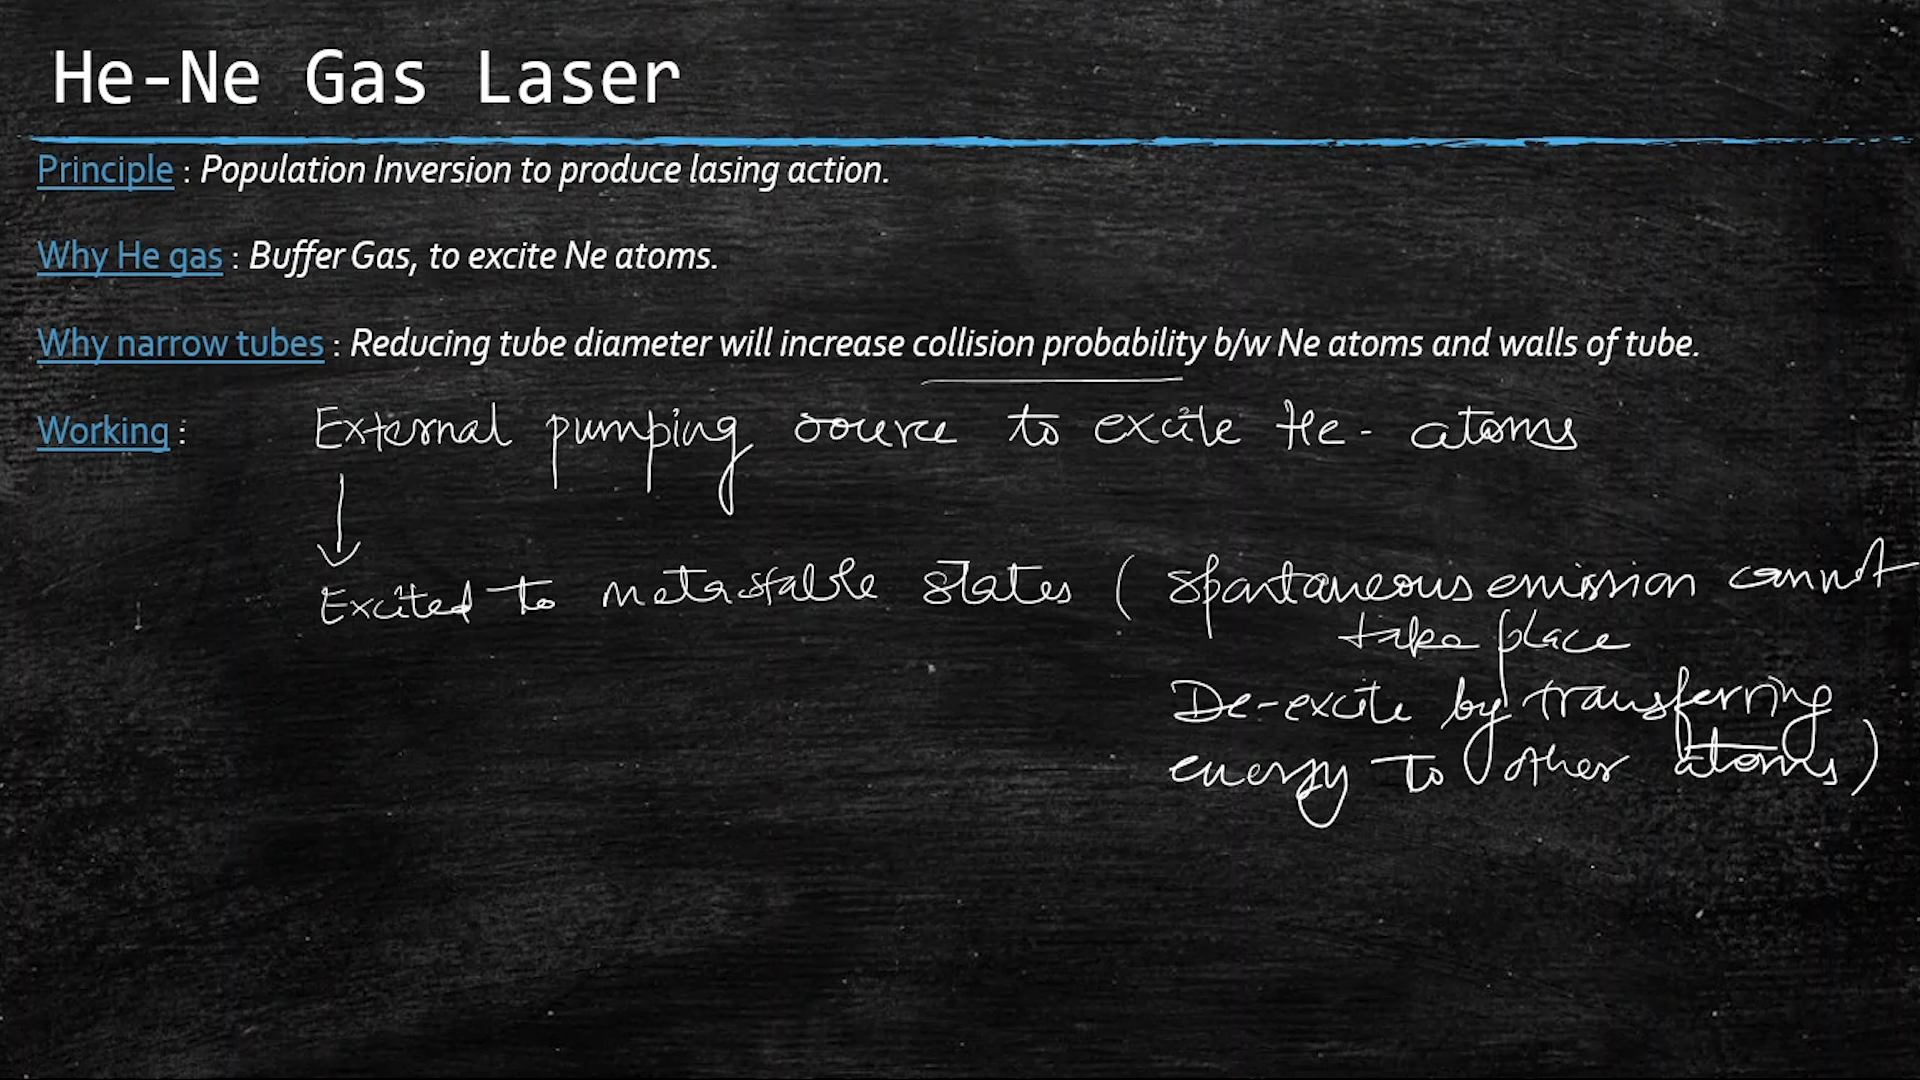 He-Ne Gas Laser
Principle : Population Inversion to produce lasing action.
Why He gas : Buffer Gas, to excite Ne atoms.
Why narrow tubes : Reducing tube diameter will increase collision probability b/w Ne atoms and walls of tube.
Working : External pumping source to excite He- atoms
Excited to metastable states ( spontaneous emission cannot
take place
De-excite by transferring
energy to other atoms)